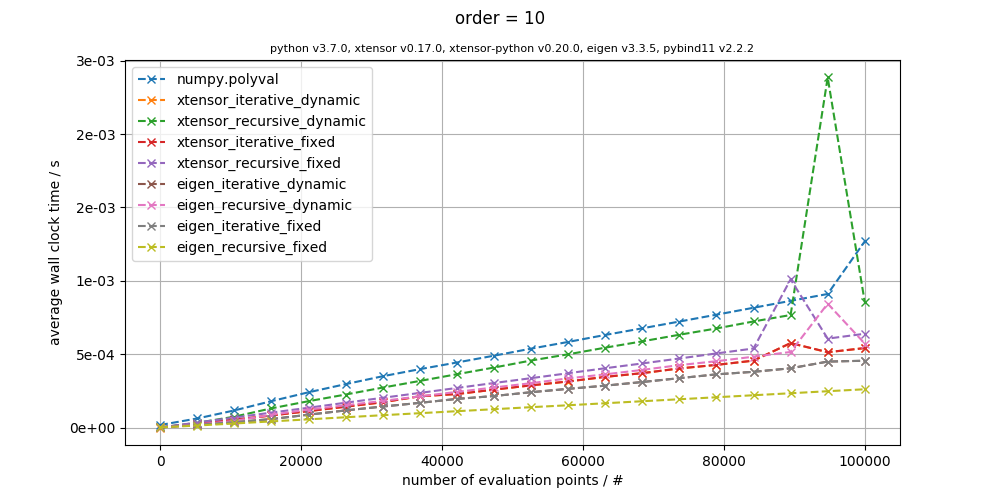 order = 10
python v3.7.0, xtensor v0.17.0, xtensor-python v0.20.0, eigen v3.3.5, pybind11 v2.2.2
3e-03
2e-03
2e-03
1e-03
5e-04
0e+00
average wall clock time / s
numpy.polyval
xtensor_iterative_dynamic
xtensor_recursive_dynamic
xtensor_iterative_fixed
xtensor_recursive_fixed
eigen_iterative_dynamic
eigen_recursive_dynamic
eigen_iterative_fixed
eigen_recursive_fixed
0 20000 40000 60000 80000 100000
number of evaluation points / #